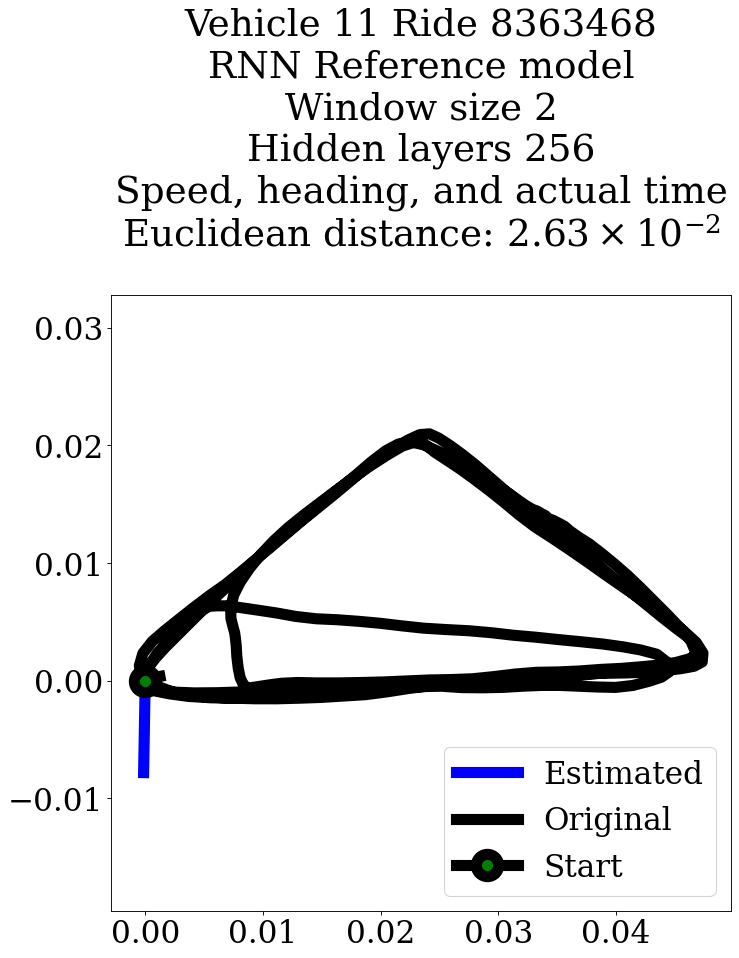 Vehicle 11 Ride 8363468
RNN Reference model
Window size 2
Hidden layers 256
Speed, heading, and actual time
Euclidean distance: 2.63 × 10⁻²
0.03
0.02
0.01
0.00
−0.01
Estimated
Original
Start
0.00 0.01 0.02 0.03 0.04